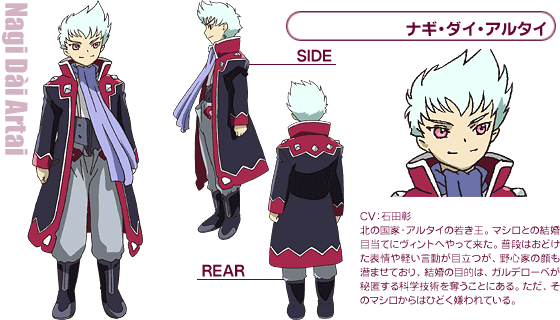 Nagi Dài Artai
ナギ・ダイ・アルタイ
SIDE
REAR
CV：石田彰
北の国家・アルタイの若き王。マシロとの結婚
目当てにヴィントへやって来た。普段はおどけ
た表情や軽い言動が目立つが、野心家の顔も
潜ませており、結婚の目的は、ガルデローベが
秘匿する科学技術を奪うことにある。ただ、そ
のマシロからはひどく嫌われている。